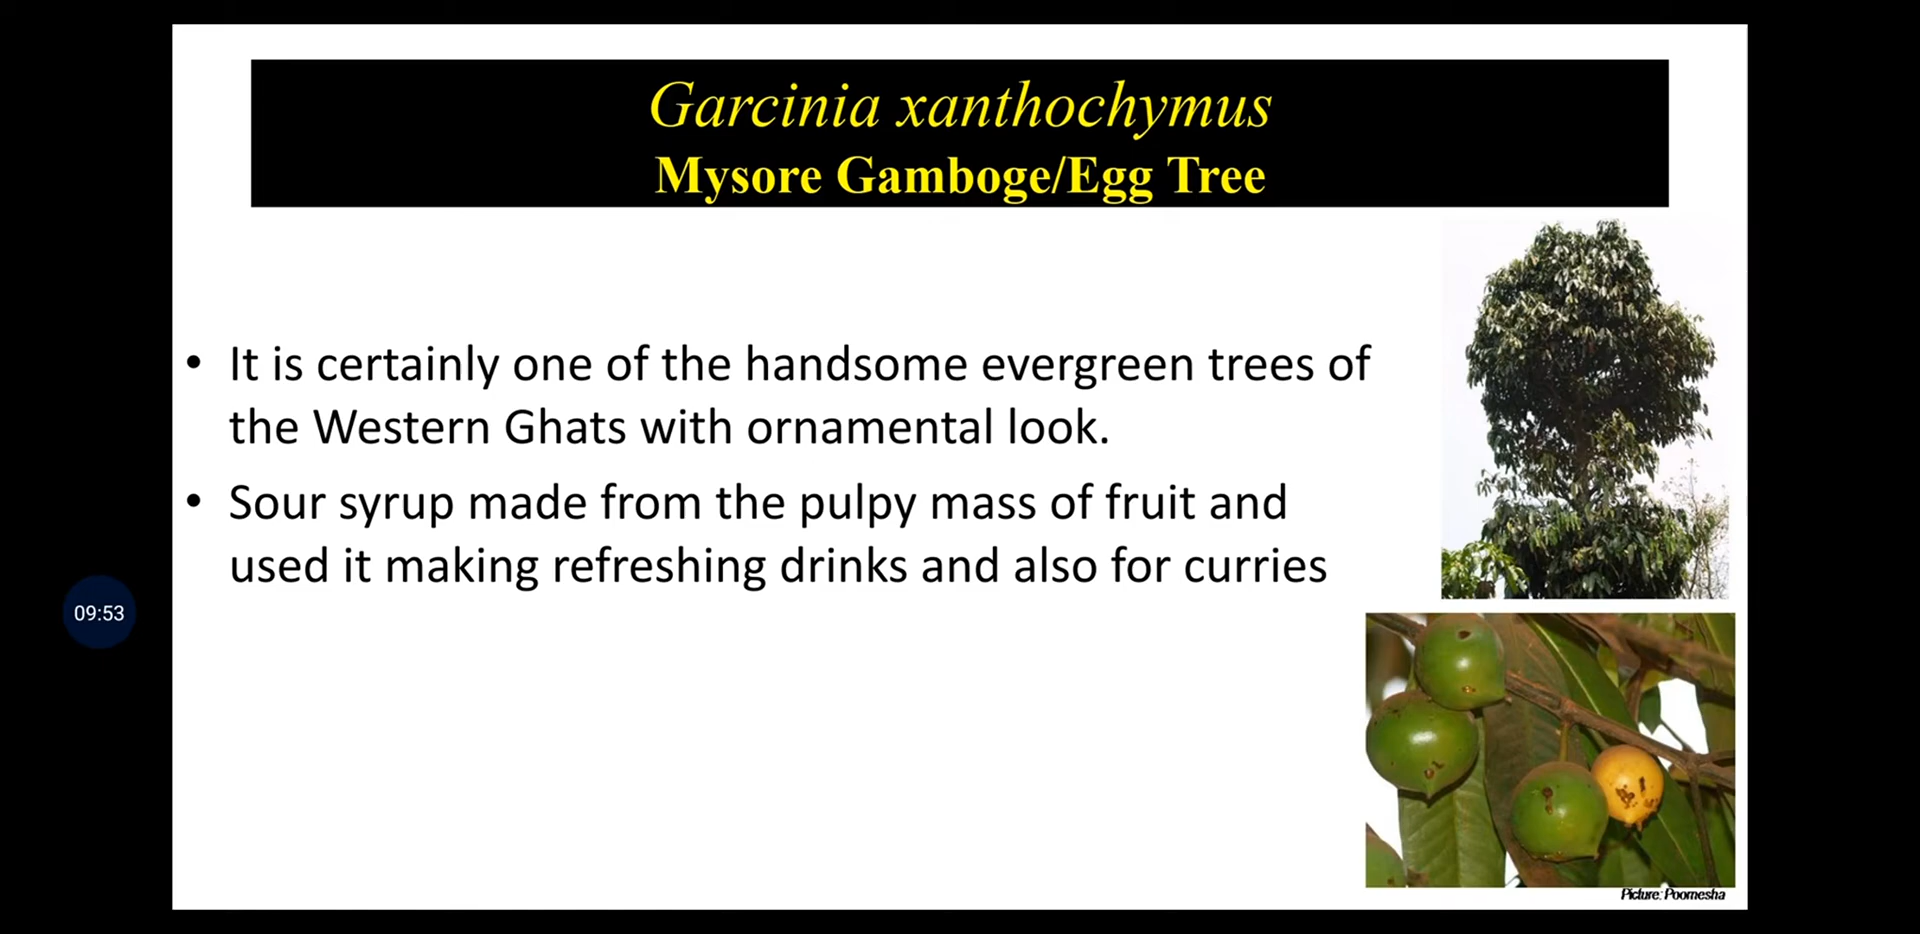 Garcinia xanthochymus
Mysore Gamboge/Egg Tree
• It is certainly one of the handsome evergreen trees of
the Western Ghats with ornamental look.
• Sour syrup made from the pulpy mass of fruit and
used it making refreshing drinks and also for curries
09:53
Picture: Poornesha